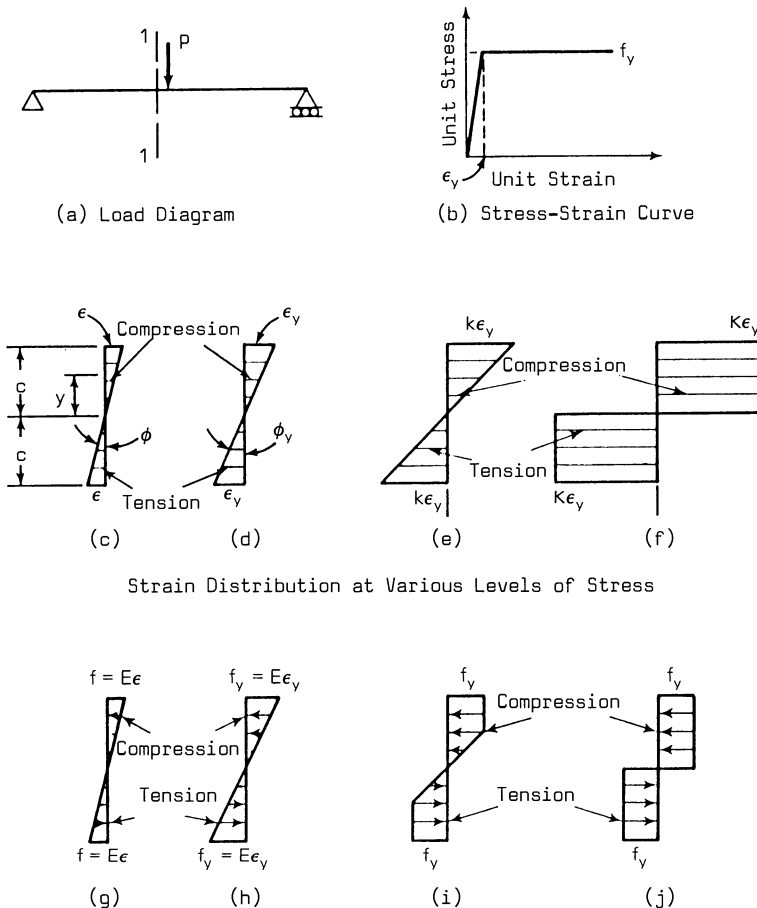 1
P
1
(a) Load Diagram
Unit Stress
f_y
ϵ_y
Unit Strain
(b) Stress-Strain Curve
ϵ
ϵ_y
kϵ_y
Kϵ_y
Compression
Compression
c
y
ϕ
ϕ_y
c
Tension
Tension
ϵ
ϵ_y
kϵ_y
Kϵ_y
(c)
(d)
(e)
(f)
Strain Distribution at Various Levels of Stress
f = Eϵ
f_y = Eϵ_y
f_y
f_y
Compression
Compression
Tension
Tension
f = Eϵ
f_y = Eϵ_y
f_y
f_y
(g)
(h)
(i)
(j)